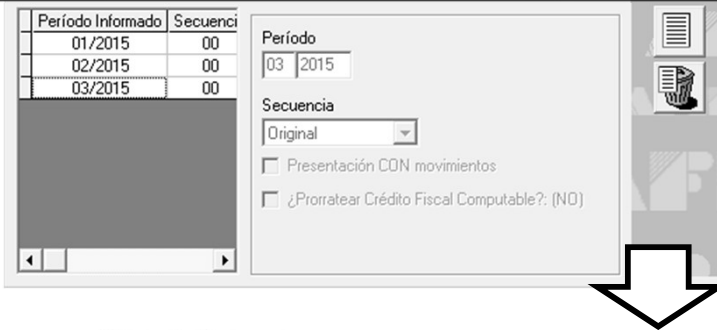 Período Informado Secuenci
01/2015 00
02/2015 00
03/2015 00
Período
03 2015
Secuencia
Original
Presentación CON movimientos
¿Prorratear Crédito Fiscal Computable?: (NO)